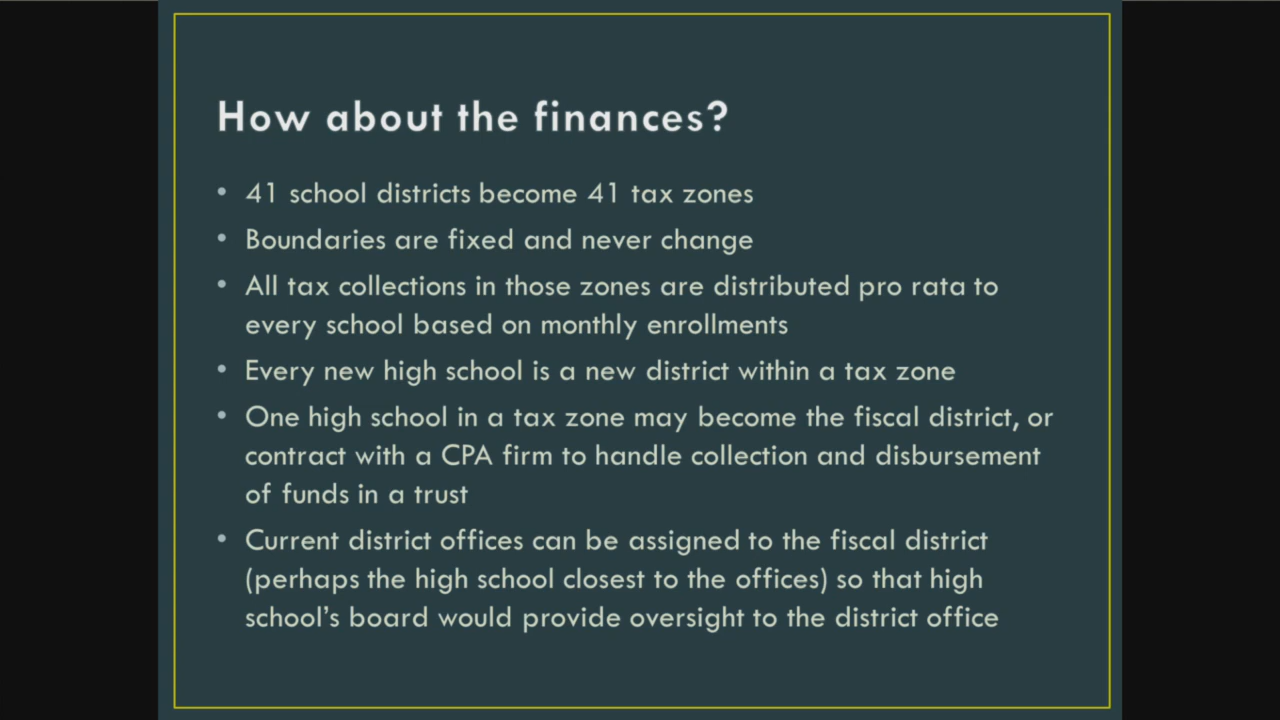 How about the finances?
• 41 school districts become 41 tax zones
• Boundaries are fixed and never change
• All tax collections in those zones are distributed pro rata to
every school based on monthly enrollments
• Every new high school is a new district within a tax zone
• One high school in a tax zone may become the fiscal district, or
contract with a CPA firm to handle collection and disbursement
of funds in a trust
• Current district offices can be assigned to the fiscal district
(perhaps the high school closest to the offices) so that high
school’s board would provide oversight to the district office